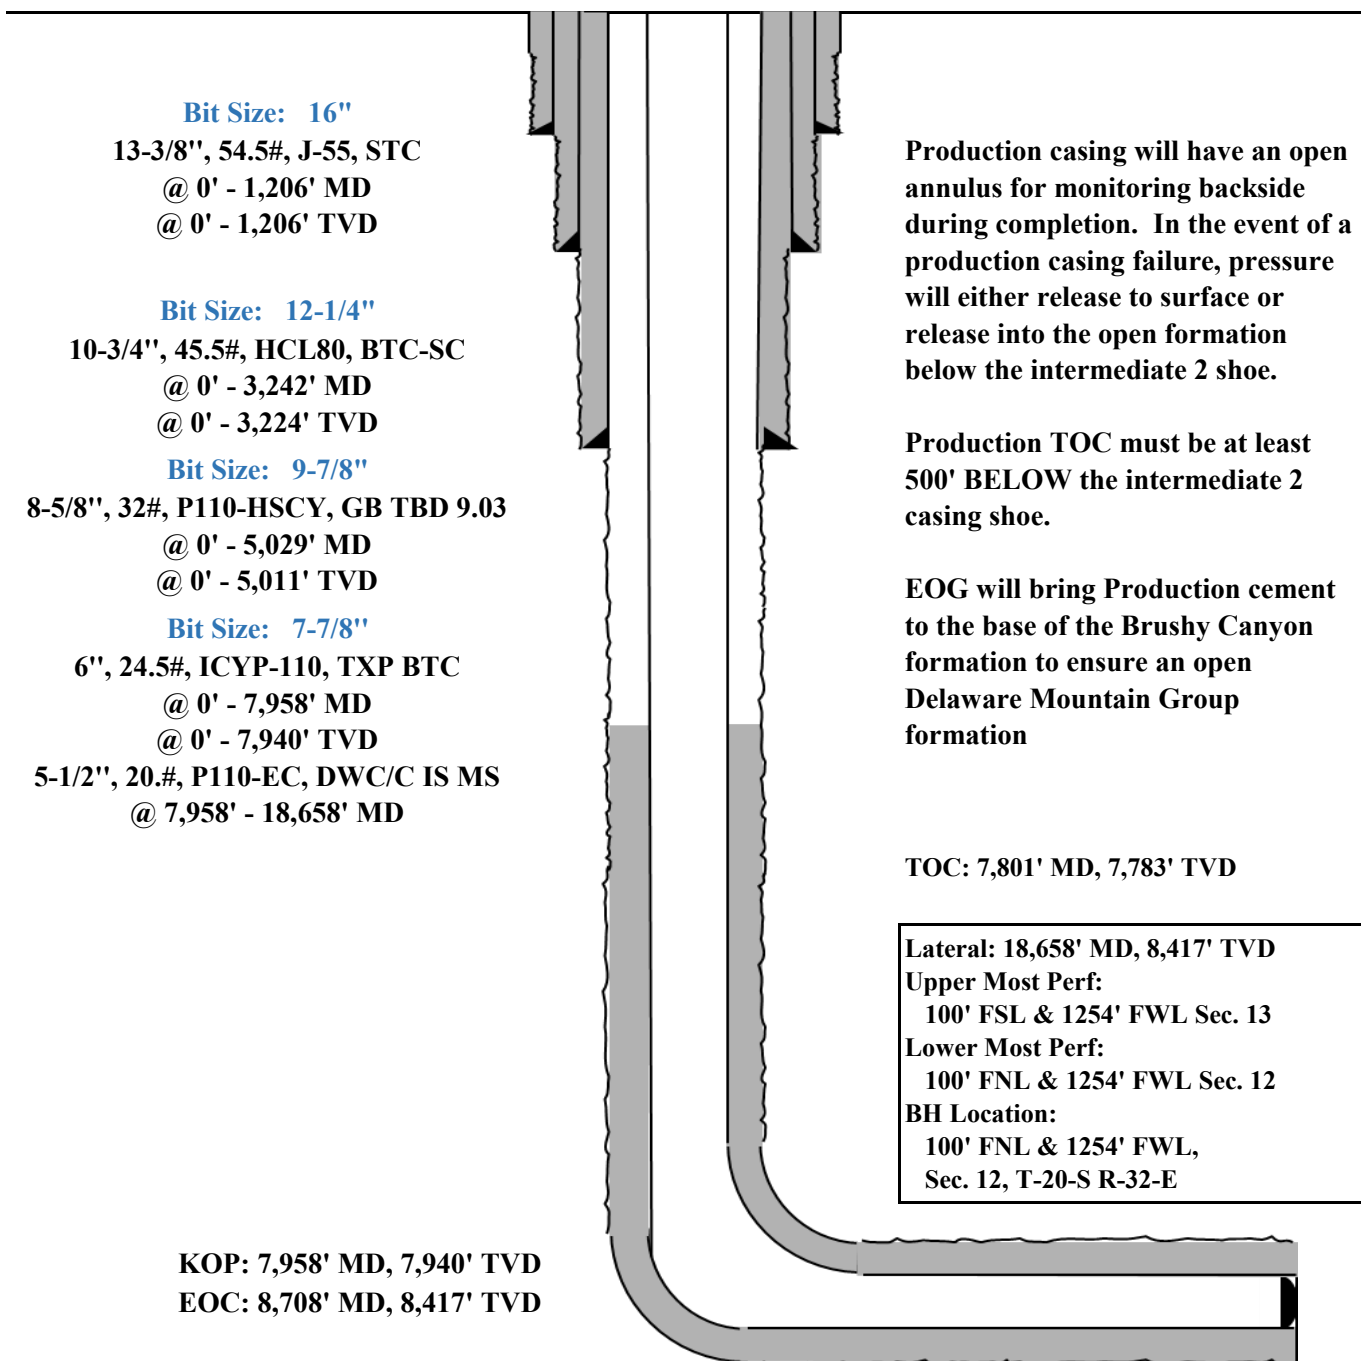 Bit Size: 16"
13-3/8'', 54.5#, J-55, STC
@ 0' - 1,206' MD
@ 0' - 1,206' TVD
Bit Size: 12-1/4"
10-3/4'', 45.5#, HCL80, BTC-SC
@ 0' - 3,242' MD
@ 0' - 3,224' TVD
Bit Size: 9-7/8"
8-5/8'', 32#, P110-HSCY, GB TBD 9.03
@ 0' - 5,029' MD
@ 0' - 5,011' TVD
Bit Size: 7-7/8"
6'', 24.5#, ICYP-110, TXP BTC
@ 0' - 7,958' MD
@ 0' - 7,940' TVD
5-1/2'', 20.#, P110-EC, DWC/C IS MS
@ 7,958' - 18,658' MD
KOP: 7,958' MD, 7,940' TVD
EOC: 8,708' MD, 8,417' TVD
Production casing will have an open
annulus for monitoring backside
during completion. In the event of a
production casing failure, pressure
will either release to surface or
release into the open formation
below the intermediate 2 shoe.
Production TOC must be at least
500' BELOW the intermediate 2
casing shoe.
EOG will bring Production cement
to the base of the Brushy Canyon
formation to ensure an open
Delaware Mountain Group
formation
TOC: 7,801' MD, 7,783' TVD
Lateral: 18,658' MD, 8,417' TVD
Upper Most Perf:
100' FSL & 1254' FWL Sec. 13
Lower Most Perf:
100' FNL & 1254' FWL Sec. 12
BH Location:
100' FNL & 1254' FWL,
Sec. 12, T-20-S R-32-E